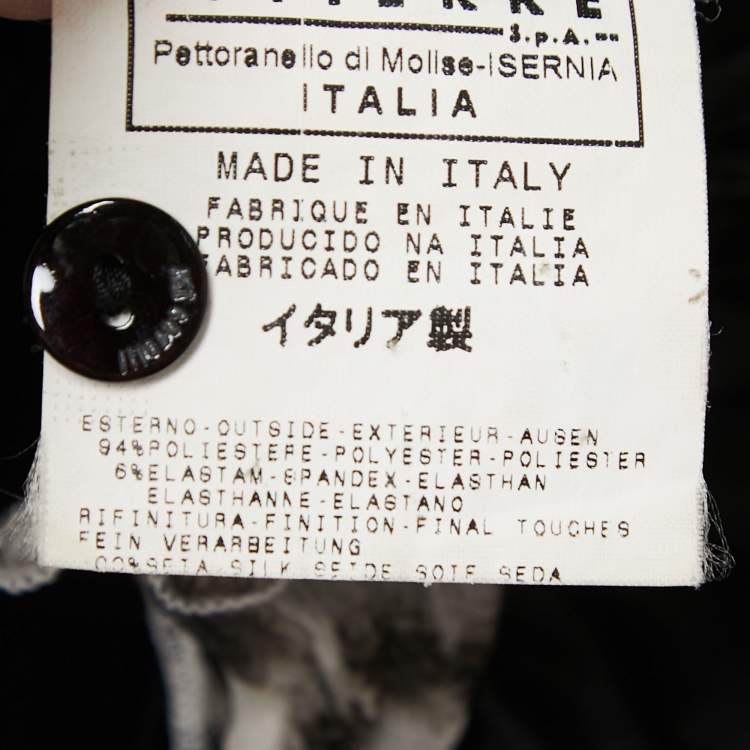 S.p.A.
Pettoranello di Molise-ISERNIA
ITALIA
MADE IN ITALY
FABRIQUE EN ITALIE
PRODUCIDO NA ITALIA
FABRICADO EN ITALIA
イタリア製
ESTERNO-OUTSIDE-EXTERIEUR-AUSEN
94%POLIESTERE-POLYESTER-POLIESTER
6%ELASTAM-SPANDEX-ELASTHAN
ELASTHANNE-ELASTANO
RIFINITURA-FINITION-FINAL TOUCHES
FEIN VERARBEITUNG
00%SETA SILK SEIDE SOIE SEDA